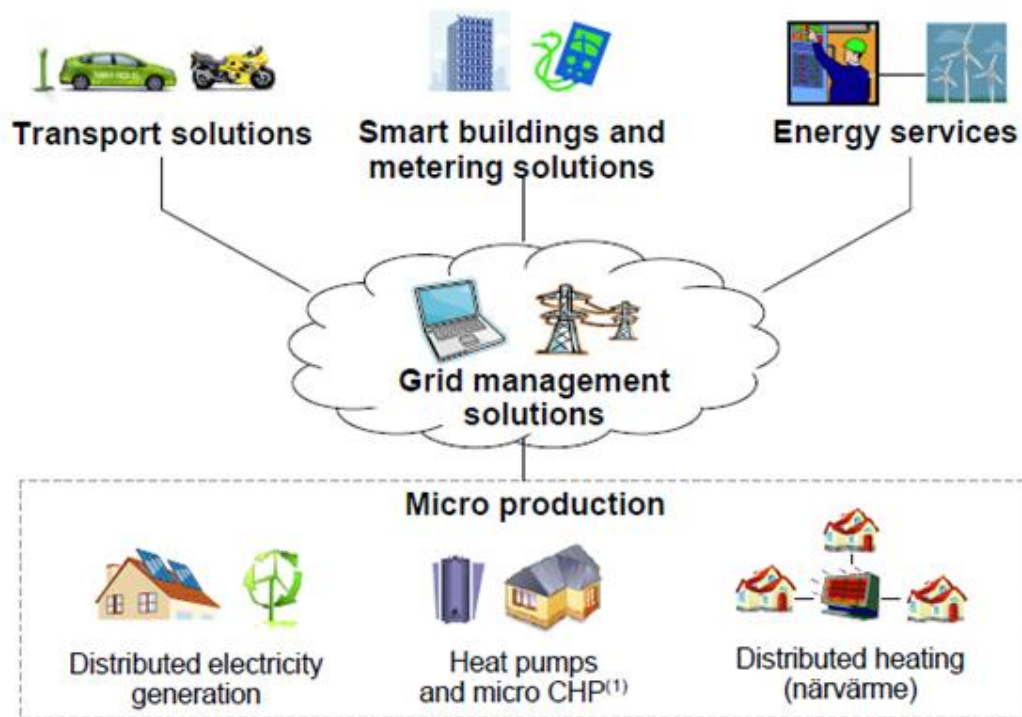 Transport solutions
Smart buildings and
metering solutions
Energy services
Grid management
solutions
Micro production
Distributed electricity
generation
Heat pumps
and micro CHP(1)
Distributed heating
(närvärme)